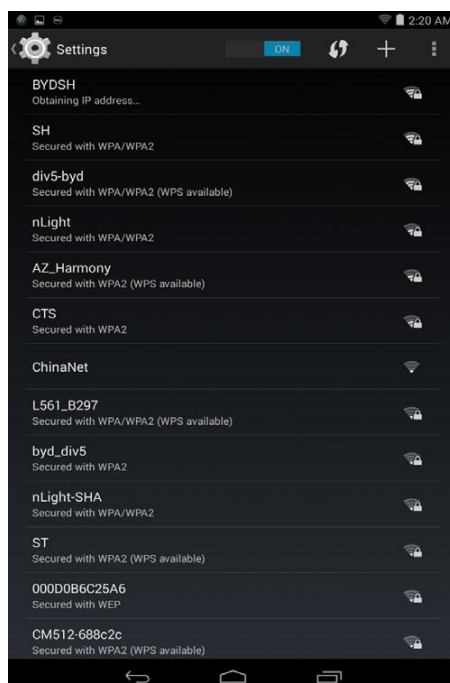 2:20 AM
Settings
ON
BYDSH
Obtaining IP address...
SH
Secured with WPA/WPA2
div5-byd
Secured with WPA/WPA2 (WPS available)
nLight
Secured with WPA/WPA2
AZ_Harmony
Secured with WPA2 (WPS available)
CTS
Secured with WPA2
ChinaNet
L561_B297
Secured with WPA/WPA2 (WPS available)
byd_div5
Secured with WPA2
nLight-SHA
Secured with WPA/WPA2
ST
Secured with WPA2 (WPS available)
000D0B6C25A6
Secured with WEP
CM512-688c2c
Secured with WPA2 (WPS available)